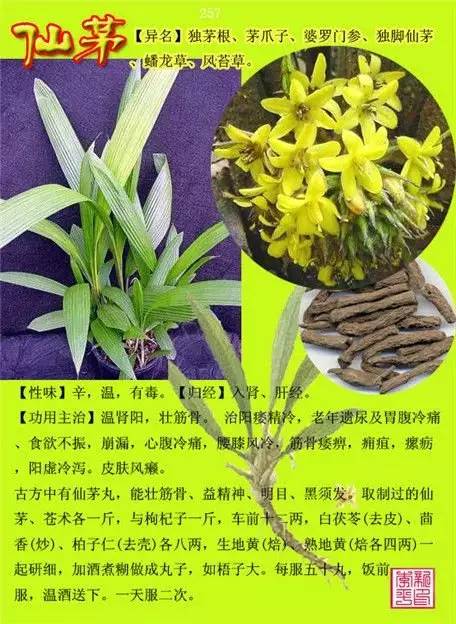 257
仙茅
【异名】独茅根、茅爪子、婆罗门参、独脚仙茅
、蟠龙草、风苔草。
【性味】辛,温,有毒。【归经】入肾、肝经。
【功用主治】温肾阳,壮筋骨。 治阳痿精冷,老年遗尿及胃腹冷痛
、食欲不振,崩漏,心腹冷痛,腰膝风冷,筋骨痿痹,痈疽,瘰疬
,阳虚冷泻。皮肤风癞。
古方中有仙茅丸,能壮筋骨、益精神、明目、黑须发。取制过的仙
茅、苍术各一斤,与枸杞子一斤,车前十二两,白茯苓(去皮)、茴
香(炒)、柏子仁(去壳)各八两,生地黄(焙)、熟地黄(焙各四两)一
起研细,加酒煮糊做成丸子,如梧子大。每服五十丸,饭前
服,温酒送下。一天服二次。